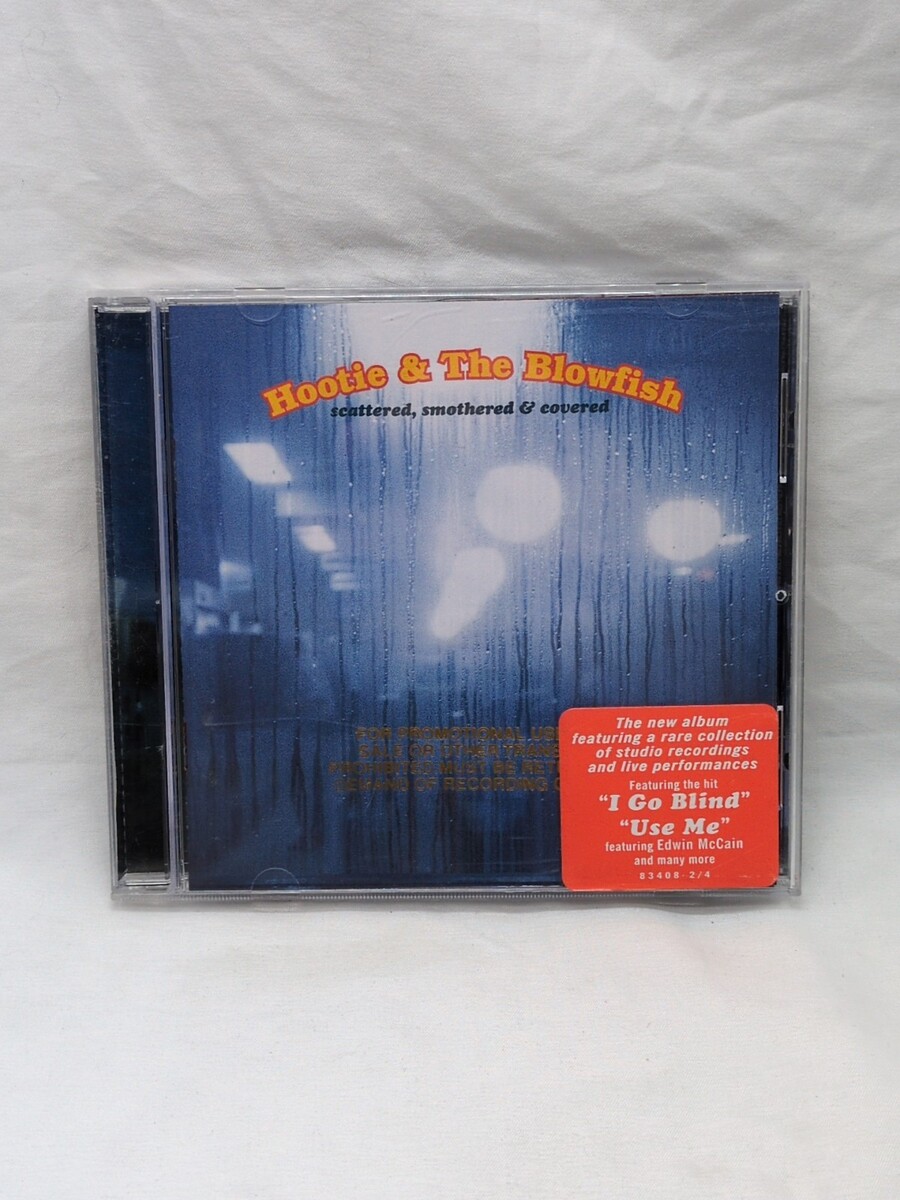 Hootie & The Blowfish
scattered, smothered & covered
FOR PROMOTIONAL USE
SALE OR OTHER TRANS
PROHIBITED MUST BE RET
DEMAND OF RECORDING
The new album
featuring a rare collection
of studio recordings
and live performances
Featuring the hit
“I Go Blind”
“Use Me”
featuring Edwin McCain
and many more
83408-2/4